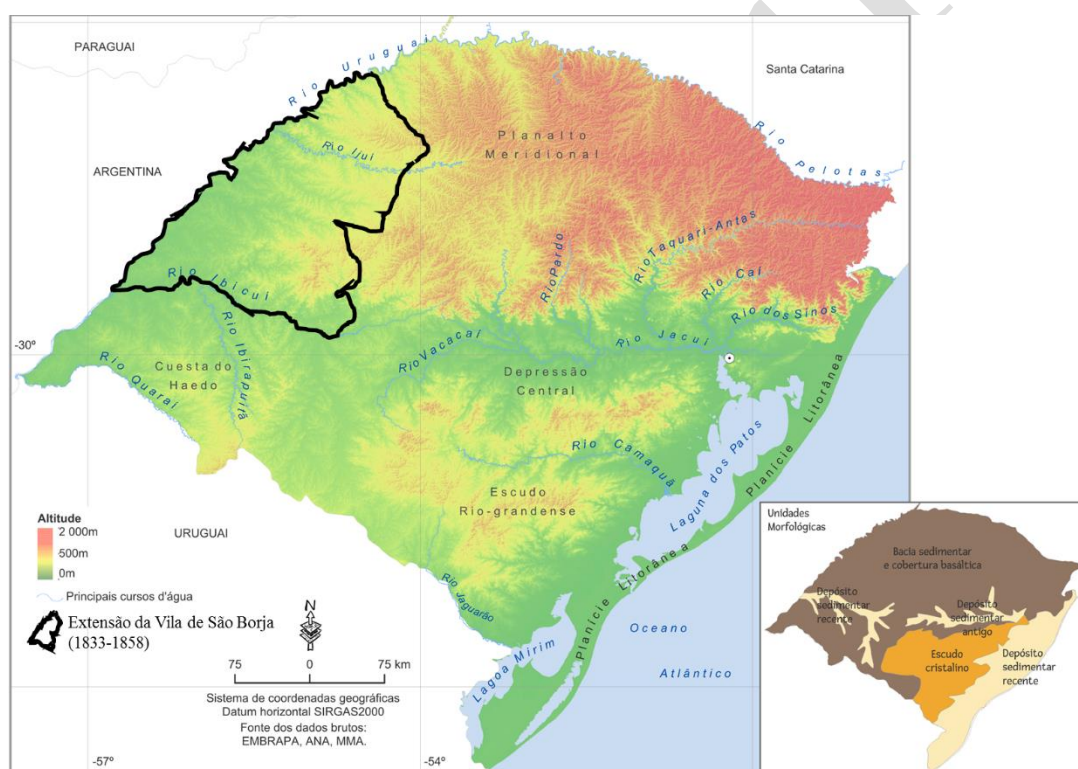 PARAGUAI
Rio Uruguai
Santa Catarina
Planalto
Meridional
Rio Pelotas
Rio Ijuí
ARGENTINA
Rio Taquari-Antas
Rio Pardo
Rio Caí
Rio dos Sinos
Rio Ibicuí
-30º
Rio Vacacaí
Rio Jacuí
Rio Ibirapuitã
Cuesta do
Haedo
Rio Quaraí
Depressão
Central
Planície Litorânea
Laguna dos Patos
Rio Camaquã
Escudo
Rio-grandense
Altitude
2 000m
500m
0m
URUGUAI
Principais cursos d'água
Rio Jaguarão
Planície Litorânea
Extensão da Vila de São Borja
(1833-1858)
N
75 0 75 km
Lagoa Mirim
Oceano
Atlântico
Sistema de coordenadas geográficas
Datum horizontal SIRGAS2000
Fonte dos dados brutos:
EMBRAPA, ANA, MMA.
-57º
-54º
Unidades
Morfológicas
Bacia sedimentar
e cobertura basáltica
Depósito
sedimentar
recente
Depósito
sedimentar
antigo
Escudo
cristalino
Depósito
sedimentar
recente